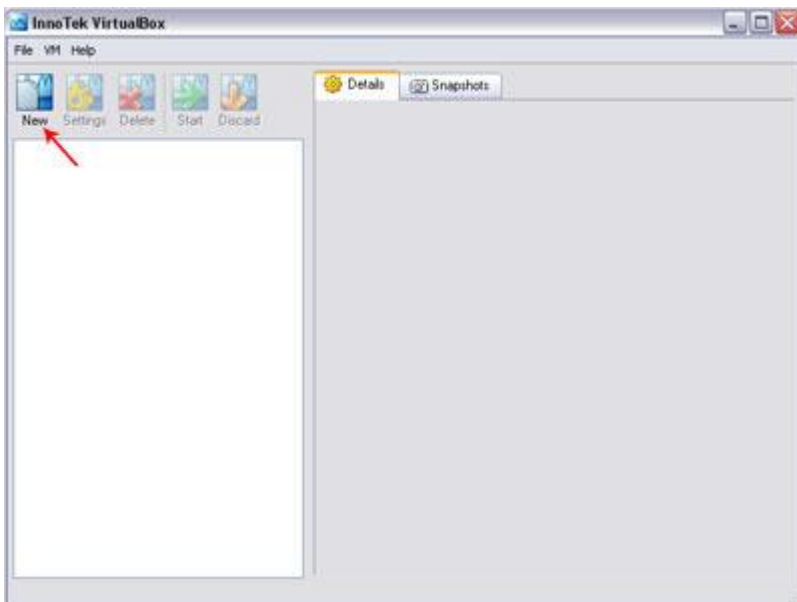 InnoTek VirtualBox
File VM Help
New Settings Delete Start Discard
Details Snapshots